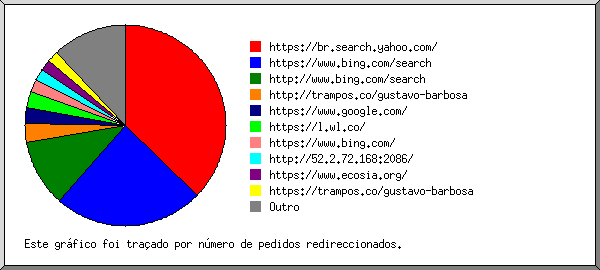 https://br.search.yahoo.com/
https://www.bing.com/search
http://www.bing.com/search
http://trampos.co/gustavo-barbosa
https://www.google.com/
https://l.wl.co/
https://www.bing.com/
http://52.2.72.168:2086/
https://www.ecosia.org/
https://trampos.co/gustavo-barbosa
Outro
Este gráfico foi traçado por número de pedidos redireccionados.